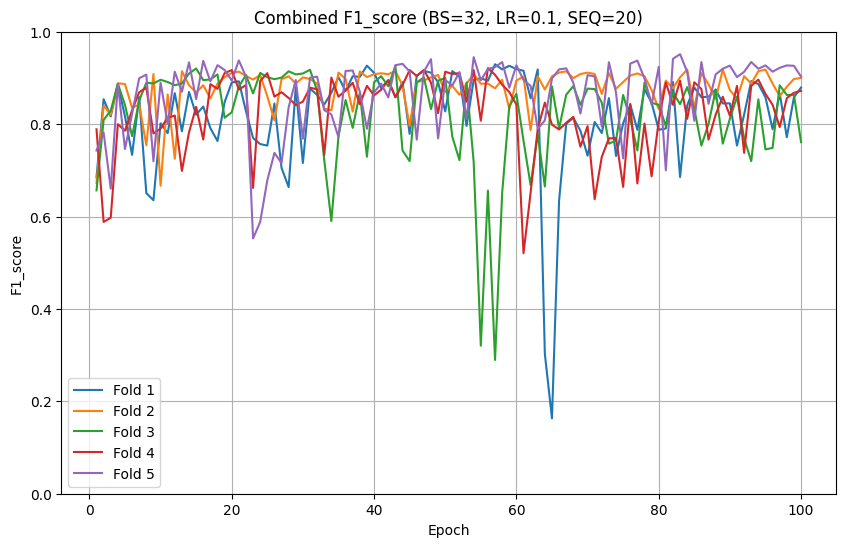 Combined F1_score (BS=32, LR=0.1, SEQ=20)
1.0
0.8
0.6
0.4
0.2
0.0
F1_score
Fold 1
Fold 2
Fold 3
Fold 4
Fold 5
0 20 40 60 80 100
Epoch